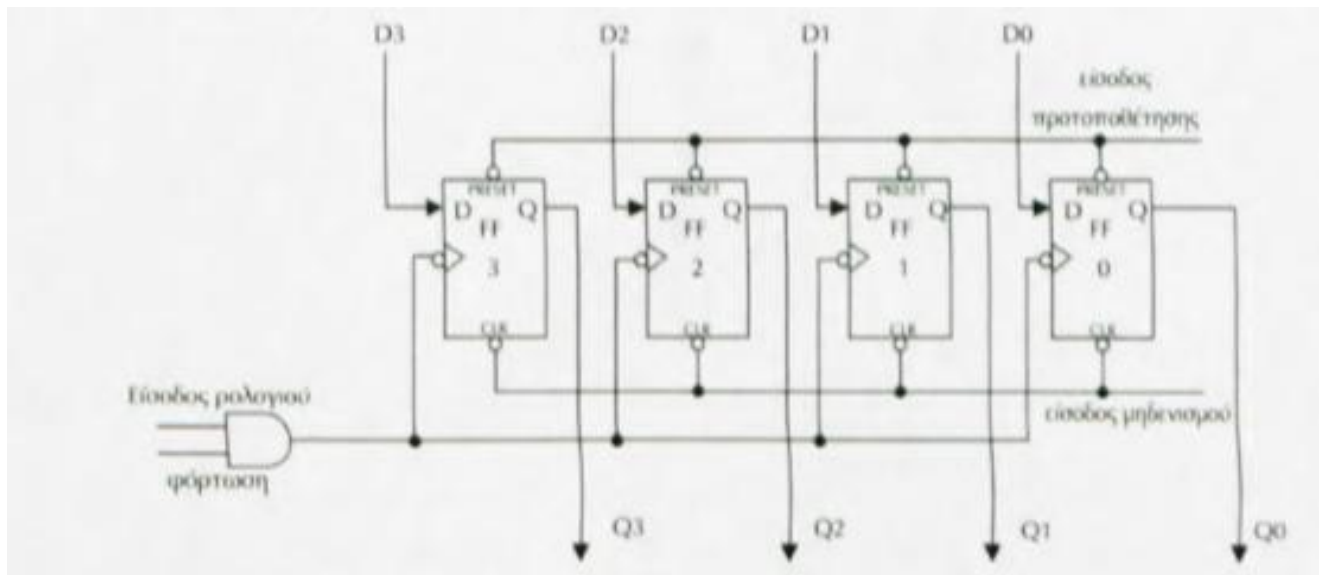 D3 D2 D1 D0
είσοδος
προτοποθέτησης
PRESET PRESET PRESET PRESET
D Q D Q D Q D Q
FF FF FF FF
3 2 1 0
CLR CLR CLR CLR
Είσοδος ρολογιού
είσοδος μηδενισμού
φόρτωση
Q3 Q2 Q1 Q0